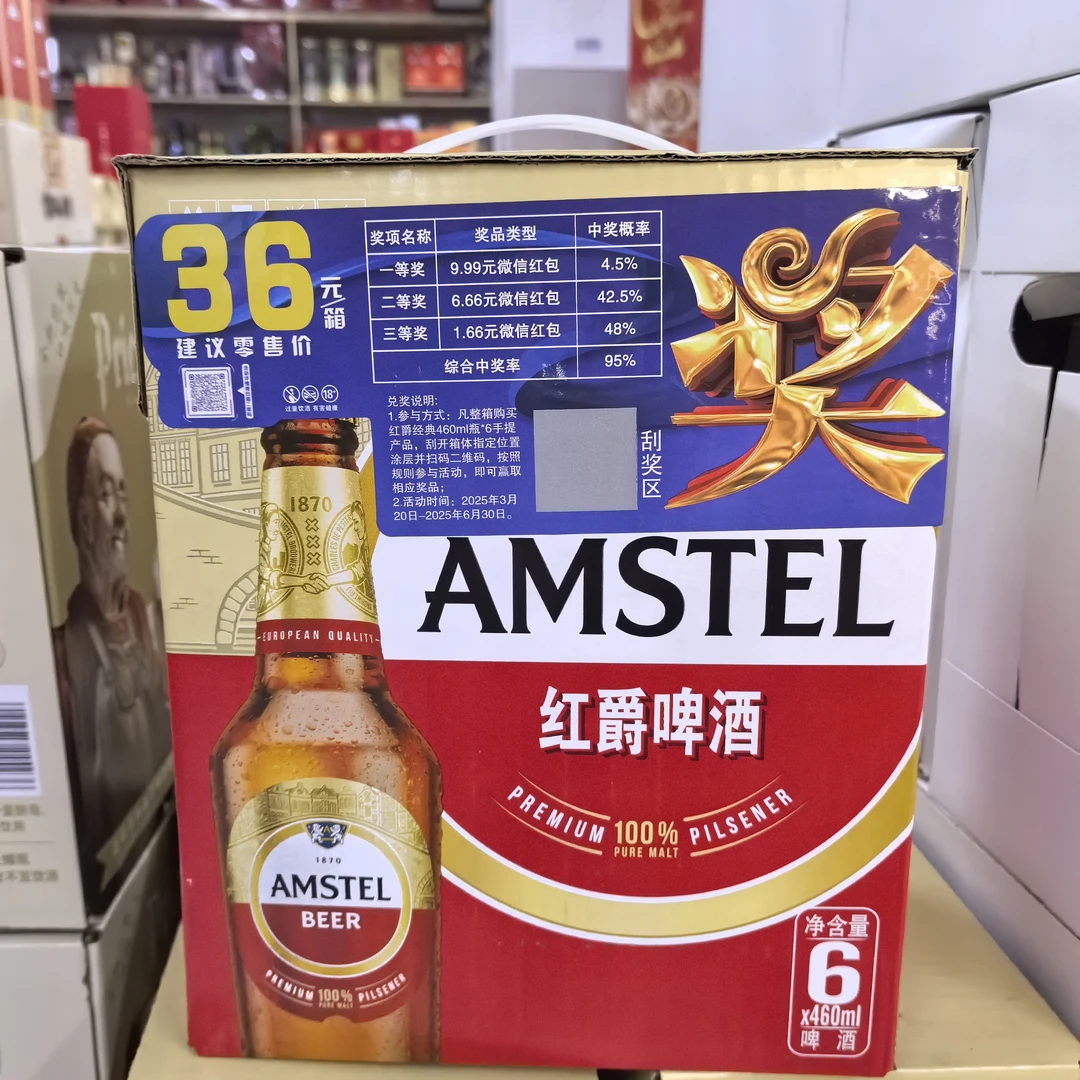 36
元/箱
建议零售价
过量饮酒 有害健康
奖项名称 奖品类型 中奖概率
一等奖 9.99元微信红包 4.5%
二等奖 6.66元微信红包 42.5%
三等奖 1.66元微信红包 48%
综合中奖率 95%
奖
兑奖说明:
1.参与方式：凡整箱购买
红爵经典460ml瓶*6手提
产品，刮开箱体指定位置
涂层并扫码二维码，按照
规则参与活动，即可赢取
相应奖品；
2.活动时间：2025年3月
20日-2025年6月30日。
刮奖区
1870
EUROPEAN QUALITY
AMSTEL
红爵啤酒
PREMIUM 100% PILSENER
PURE MALT
1870
AMSTEL
BEER
PREMIUM 100% PILSENER
PURE MALT
净含量
6
x460ml
啤酒